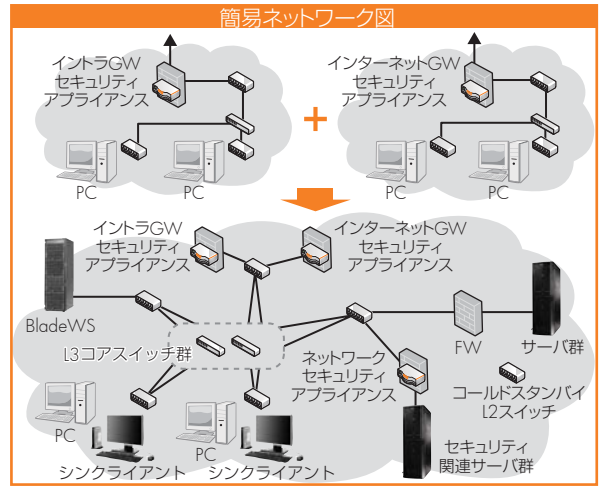 簡易ネットワーク図
イントラGW
セキュリティ
アプライアンス
インターネットGW
セキュリティ
アプライアンス
+
PC
PC
PC
PC
イントラGW
セキュリティ
アプライアンス
インターネットGW
セキュリティ
アプライアンス
BladeWS
L3コアスイッチ群
FW
サーバ群
ネットワーク
セキュリティ
アプライアンス
コールドスタンバイ
L2スイッチ
PC
シンクライアント
PC
シンクライアント
セキュリティ
関連サーバ群